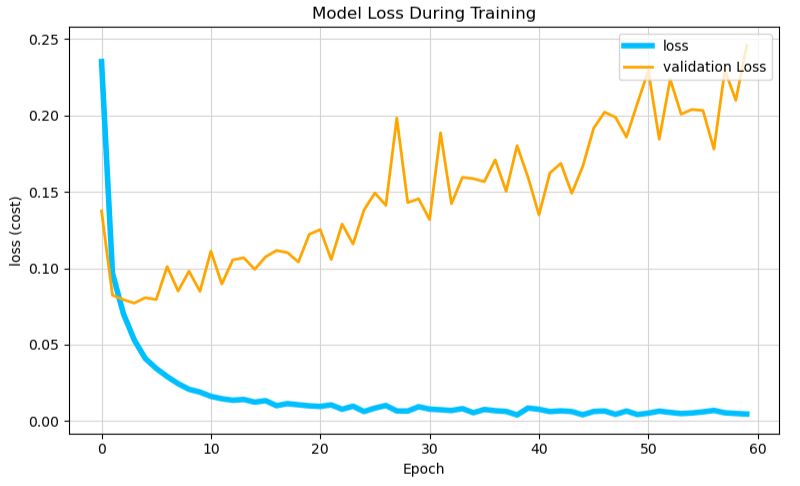 Model Loss During Training
loss
validation Loss
loss (cost)
0.25
0.20
0.15
0.10
0.05
0.00
0 10 20 30 40 50 60
Epoch